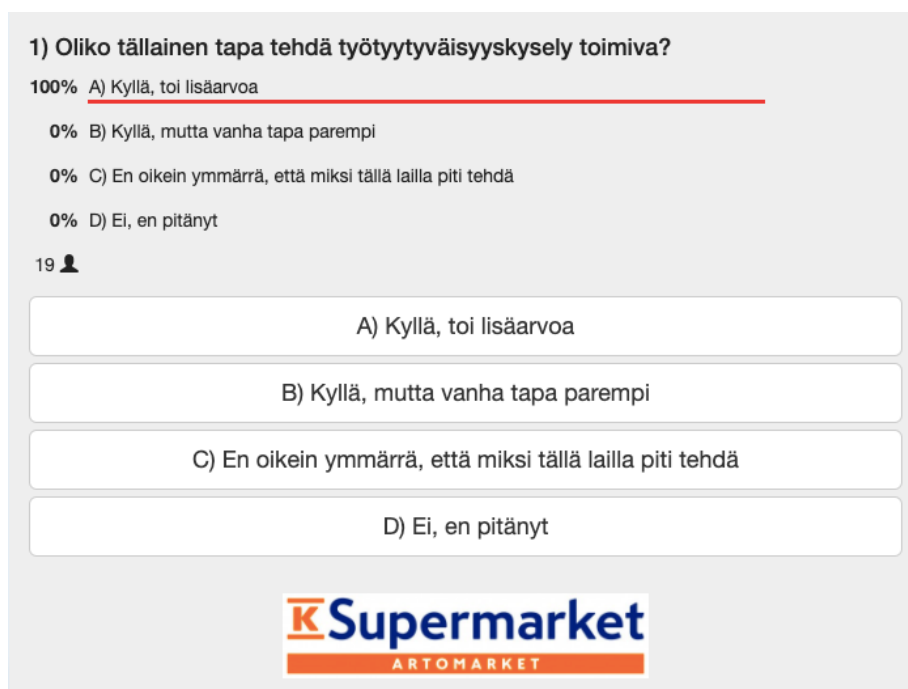 1) Oliko tällainen tapa tehdä työtyytyväisyyskysely toimiva?
100% A) Kyllä, toi lisäarvoa
0% B) Kyllä, mutta vanha tapa parempi
0% C) En oikein ymmärrä, että miksi tällä lailla piti tehdä
0% D) Ei, en pitänyt
19
A) Kyllä, toi lisäarvoa
B) Kyllä, mutta vanha tapa parempi
C) En oikein ymmärrä, että miksi tällä lailla piti tehdä
D) Ei, en pitänyt
K Supermarket
ARTOMARKET